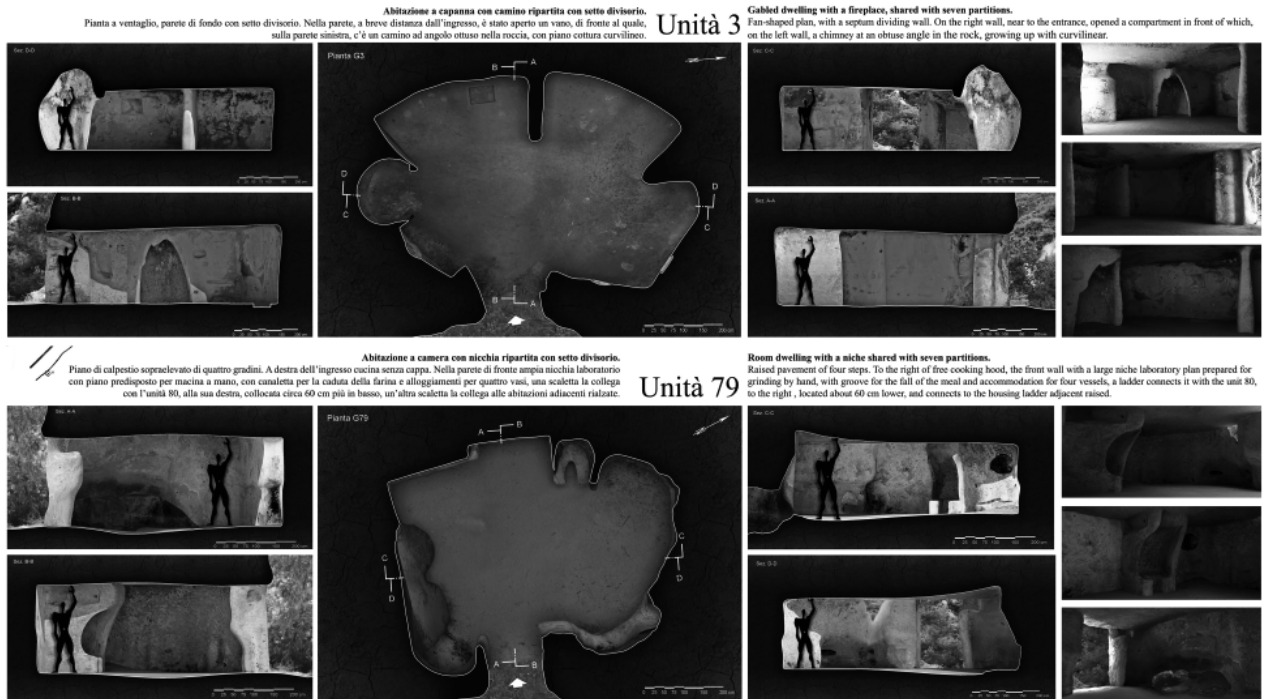 Abitazione a capanna con camino ripartita con setto divisorio.
Pianta a ventaglio, parete di fondo con setto divisorio. Nella parete, a breve distanza dall'ingresso, è stato aperto un vano, di fronte al quale,
sulla parete sinistra, c'è un camino ad angolo ottuso nella roccia, con piano cottura curvilineo.
Unità 3
Gabled dwelling with a fireplace, shared with seven partitions.
Fan-shaped plan, with a septum dividing wall. On the right wall, near to the entrance, opened a compartment in front of which,
on the left wall, a chimney at an obtuse angle in the rock, growing up with curvilinear.
Sez. D-D
Pianta G3
B A
Sez. C-C
D
C
D
C
Sez. B-B
Sez. A-A
B A
Abitazione a camera con nicchia ripartita con setto divisorio.
Piano di calpestio sopraelevato di quattro gradini. A destra dell'ingresso cucina senza cappa. Nella parete di fronte ampia nicchia laboratorio
con piano predisposto per macina a mano, con canaletta per la caduta della farina e alloggiamenti per quattro vasi, una scaletta la collega
con l'unità 80, alla sua destra, collocata circa 60 cm più in basso, un'altra scaletta la collega alle abitazioni adiacenti rialzate.
Unità 79
Room dwelling with a niche shared with seven partitions.
Raised pavement of four steps. To the right of free cooking hood, the front wall with a large niche laboratory plan prepared for
grinding by hand, with groove for the fall of the meal and accommodation for four vessels, a ladder connects it with the unit 80,
to the right , located about 60 cm lower, and connects to the housing ladder adjacent raised.
Sez. A-A
Pianta G79
A B
Sez. C-C
C
D
C
D
Sez. B-B
Sez. D-D
A B